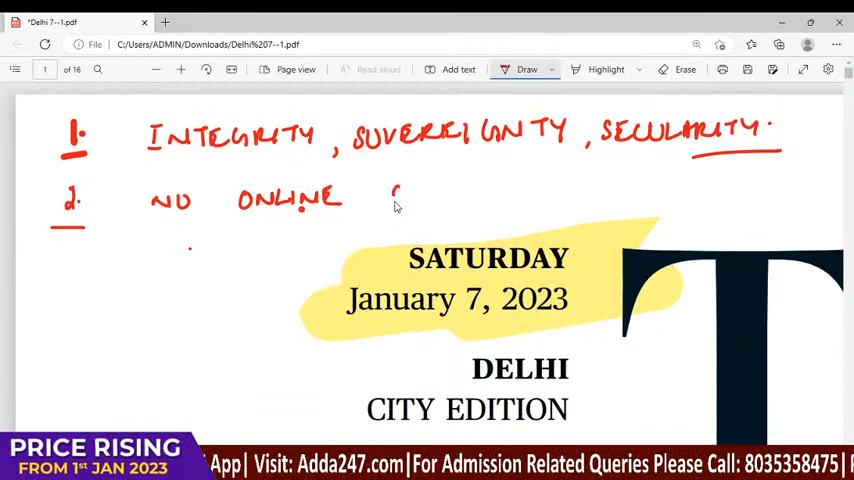 *Delhi 7--1.pdf
File C:/Users/ADMIN/Downloads/Delhi%207--1.pdf
1 of 16 Page view Read aloud Add text Draw Highlight Erase
1. INTEGRITY, SUVEREIGNTY, SECULARITY.
2. NO ONLINE
SATURDAY
January 7, 2023
T
DELHI
CITY EDITION
PRICE RISING
FROM 1st JAN 2023
App| Visit: Adda247.com|For Admission Related Queries Please Call: 8035358475|